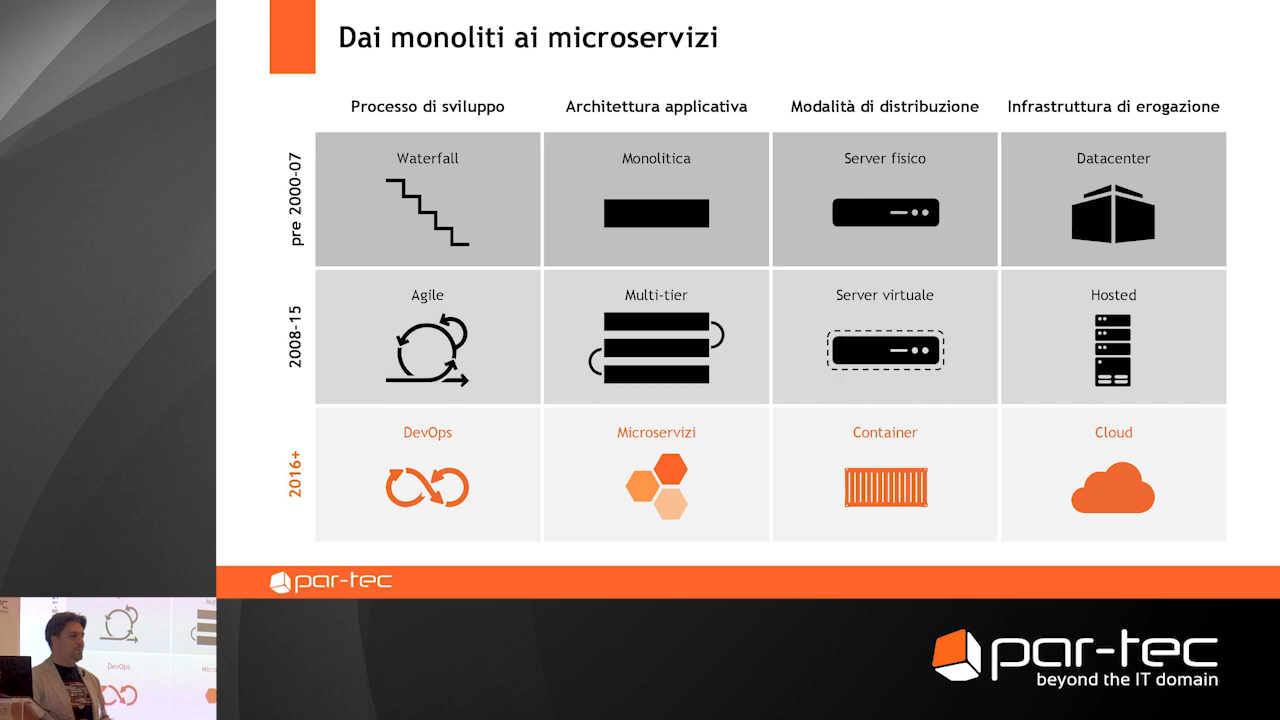 Dai monoliti ai microservizi
Processo di sviluppo
Architettura applicativa
Modalità di distribuzione
Infrastruttura di erogazione
pre 2000-07
Waterfall
Monolitica
Server fisico
Datacenter
2008-15
Agile
Multi-tier
Server virtuale
Hosted
2016+
DevOps
Microservizi
Container
Cloud
par-tec
DevOps
par-tec
beyond the IT domain